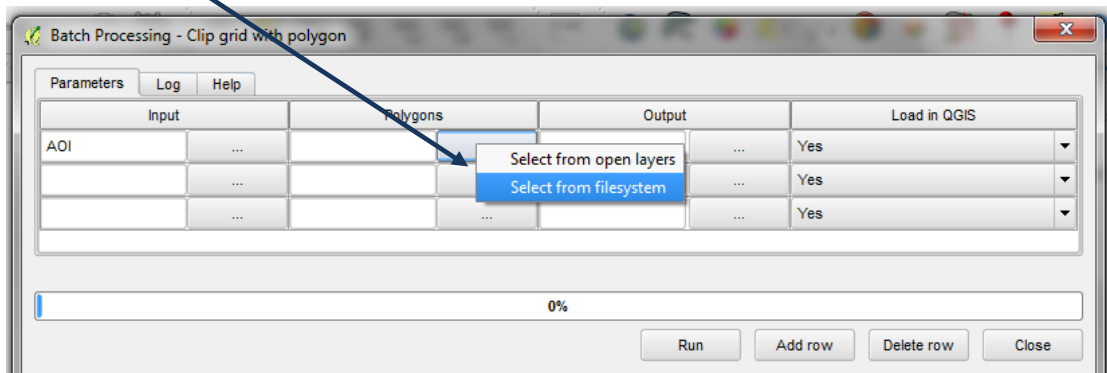 Batch Processing - Clip grid with polygon
Parameters Log Help
Input Polygons Output Load in QGIS
AOI ... ... Yes
Select from open layers
... ... Yes
Select from filesystem
... ... ... Yes
0%
Run Add row Delete row Close